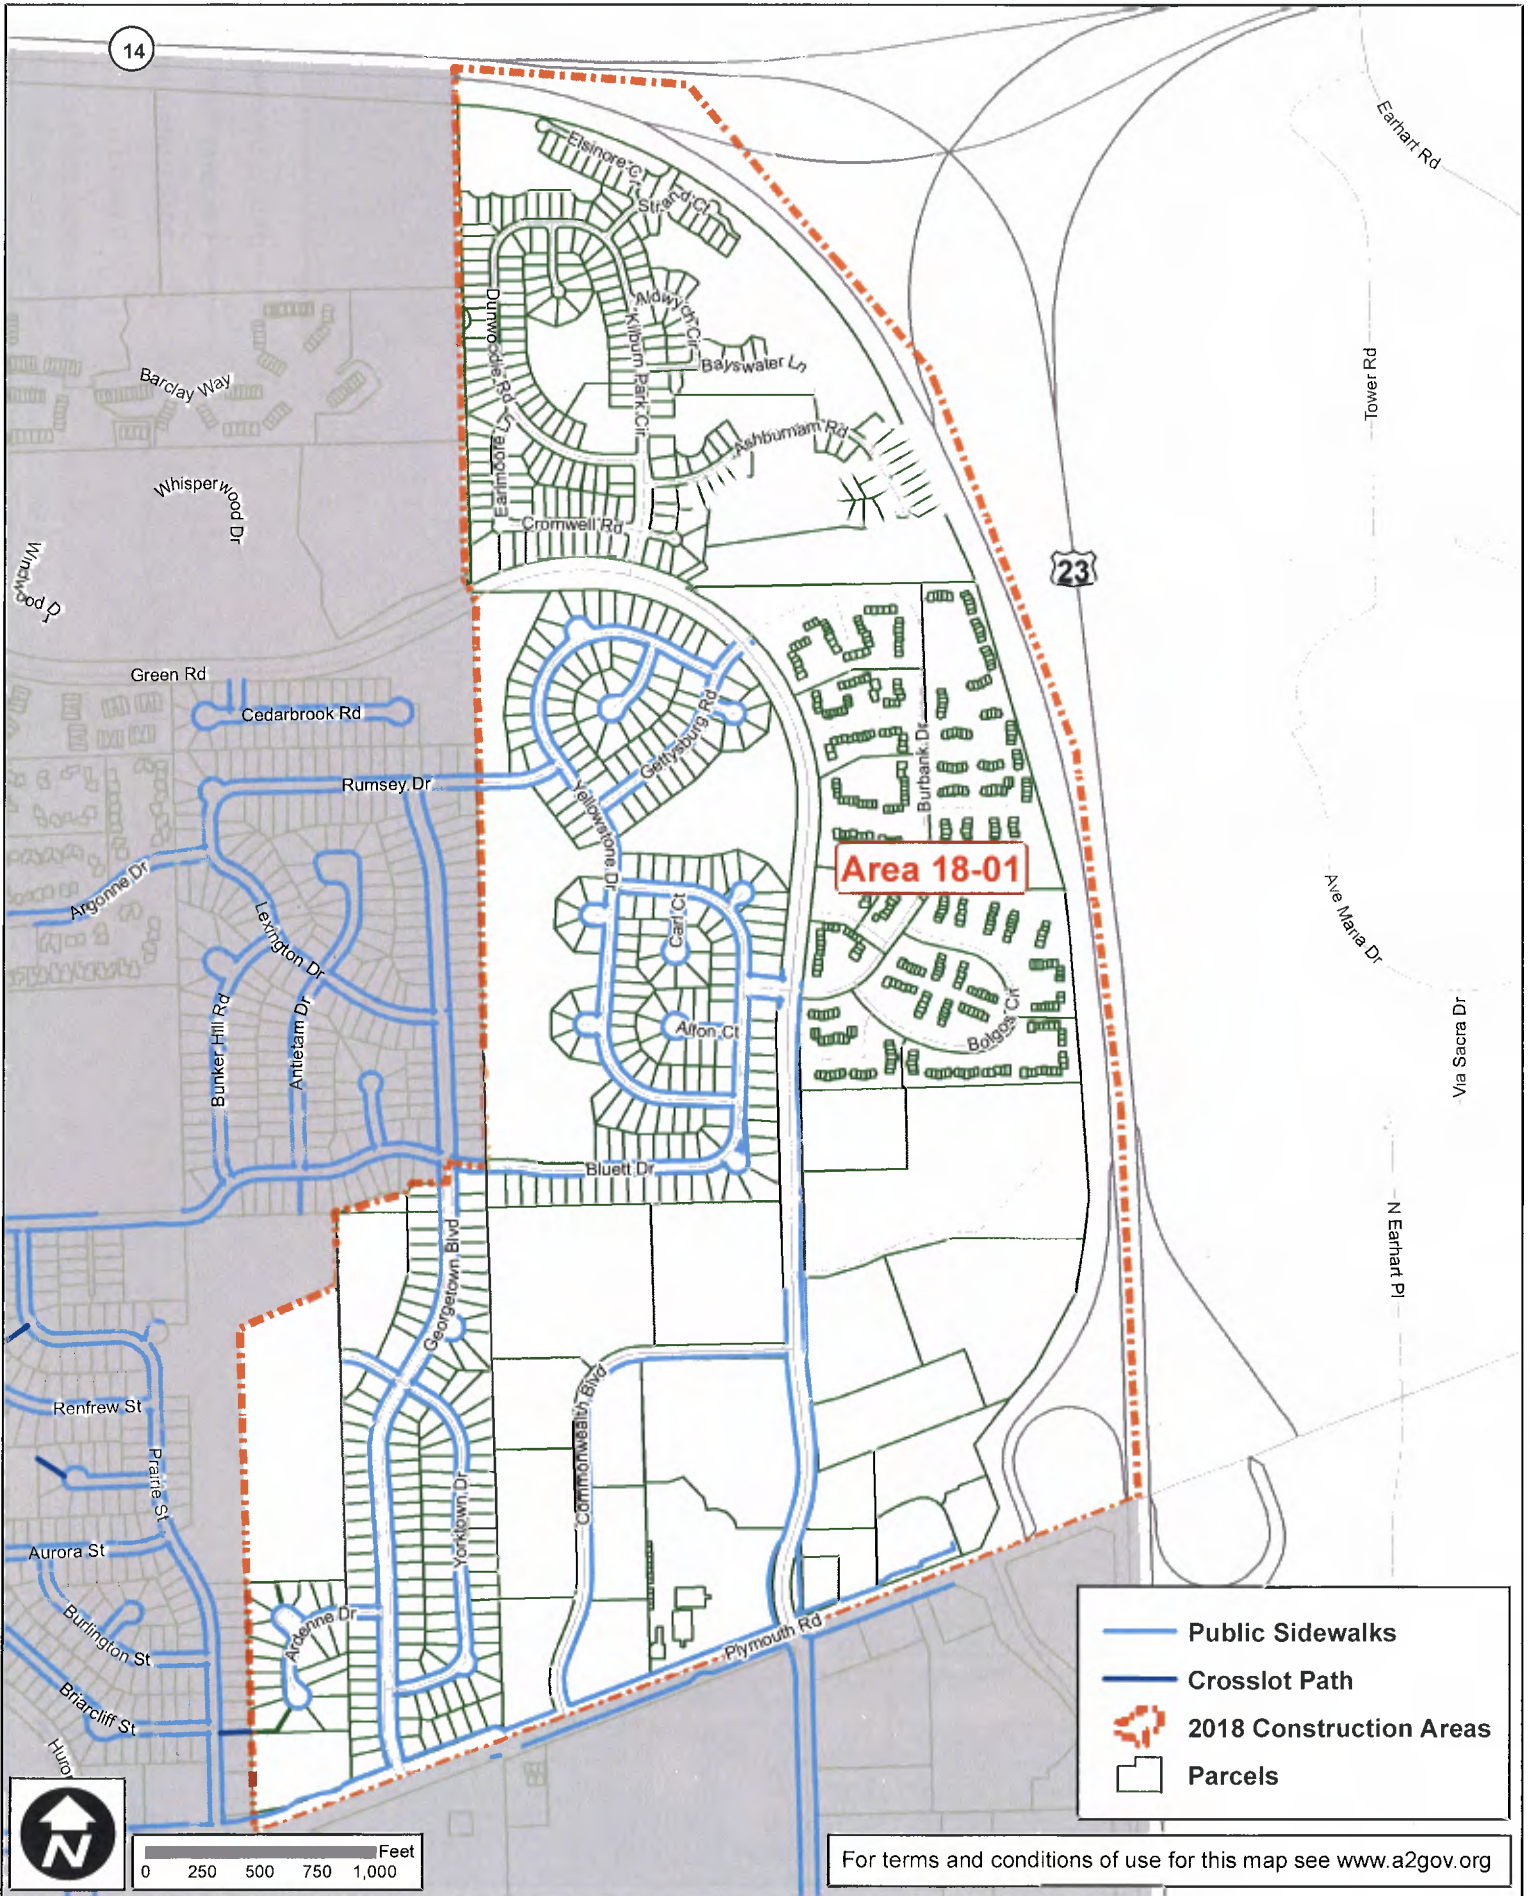 14
Earhart Rd
Elsinore Ct
Strand Ct
Dunwoodie Rd
Aldwych Cir
Kilburn Park Cir
Bayswater Ln
Tower Rd
Barclay Way
Earlmoore Ln
Ashburnam Rd
Whisperwood Dr
Cromwell Rd
Windwood Dr
23
Green Rd
Cedarbrook Rd
Gettysburg Rd
Burbank Dr
Rumsey Dr
Yellowstone Dr
Area 18-01
Argonne Dr
Lexington Dr
Carl Ct
Ave Maria Dr
Bunker Hill Rd
Antietam Dr
Alton Ct
Bolgos Cir
Via Sacra Dr
Bluett Dr
Georgetown Blvd
N Earhart Pl
Renfrew St
Commonwealth Blvd
Prairie St
Yorktown Dr
Aurora St
Burlington St
Ardenne Dr
Plymouth Rd
Briarcliff St
Huron
Public Sidewalks
Crosslot Path
2018 Construction Areas
Parcels
N
Feet
0 250 500 750 1,000
For terms and conditions of use for this map see www.a2gov.org